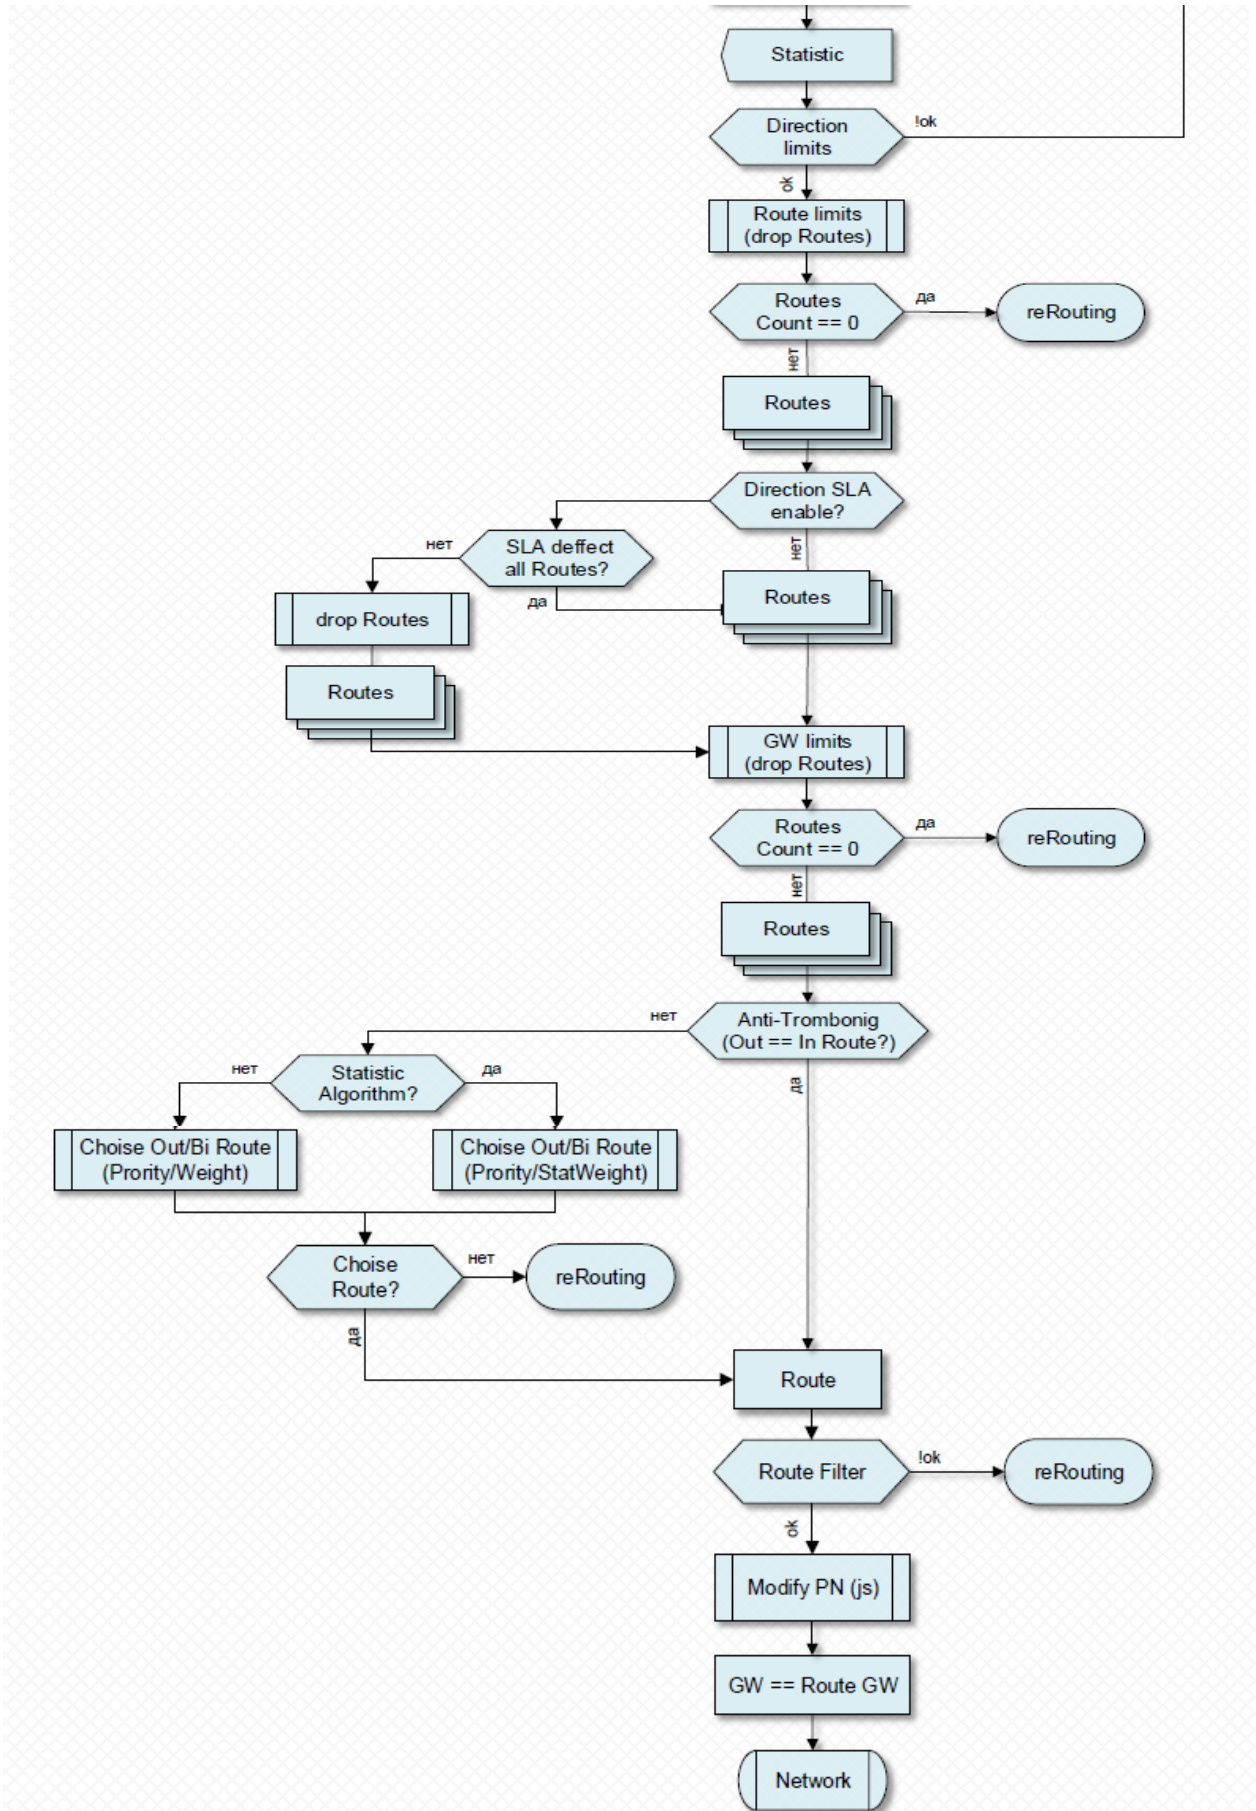 Statistic
Direction
limits
!ok
ok
Route limits
(drop Routes)
Routes
Count == 0
да
reRouting
нет
Routes
Direction SLA
enable?
нет
SLA deffect
all Routes?
нет
да
drop Routes
Routes
Routes
GW limits
(drop Routes)
Routes
Count == 0
да
reRouting
нет
Routes
Anti-Trombonig
(Out == In Route?)
нет
да
Statistic
Algorithm?
нет
да
Choise Out/Bi Route
(Prority/Weight)
Choise Out/Bi Route
(Prority/StatWeight)
Choise
Route?
нет
reRouting
да
Route
Route Filter
!ok
reRouting
ok
Modify PN (js)
GW == Route GW
Network